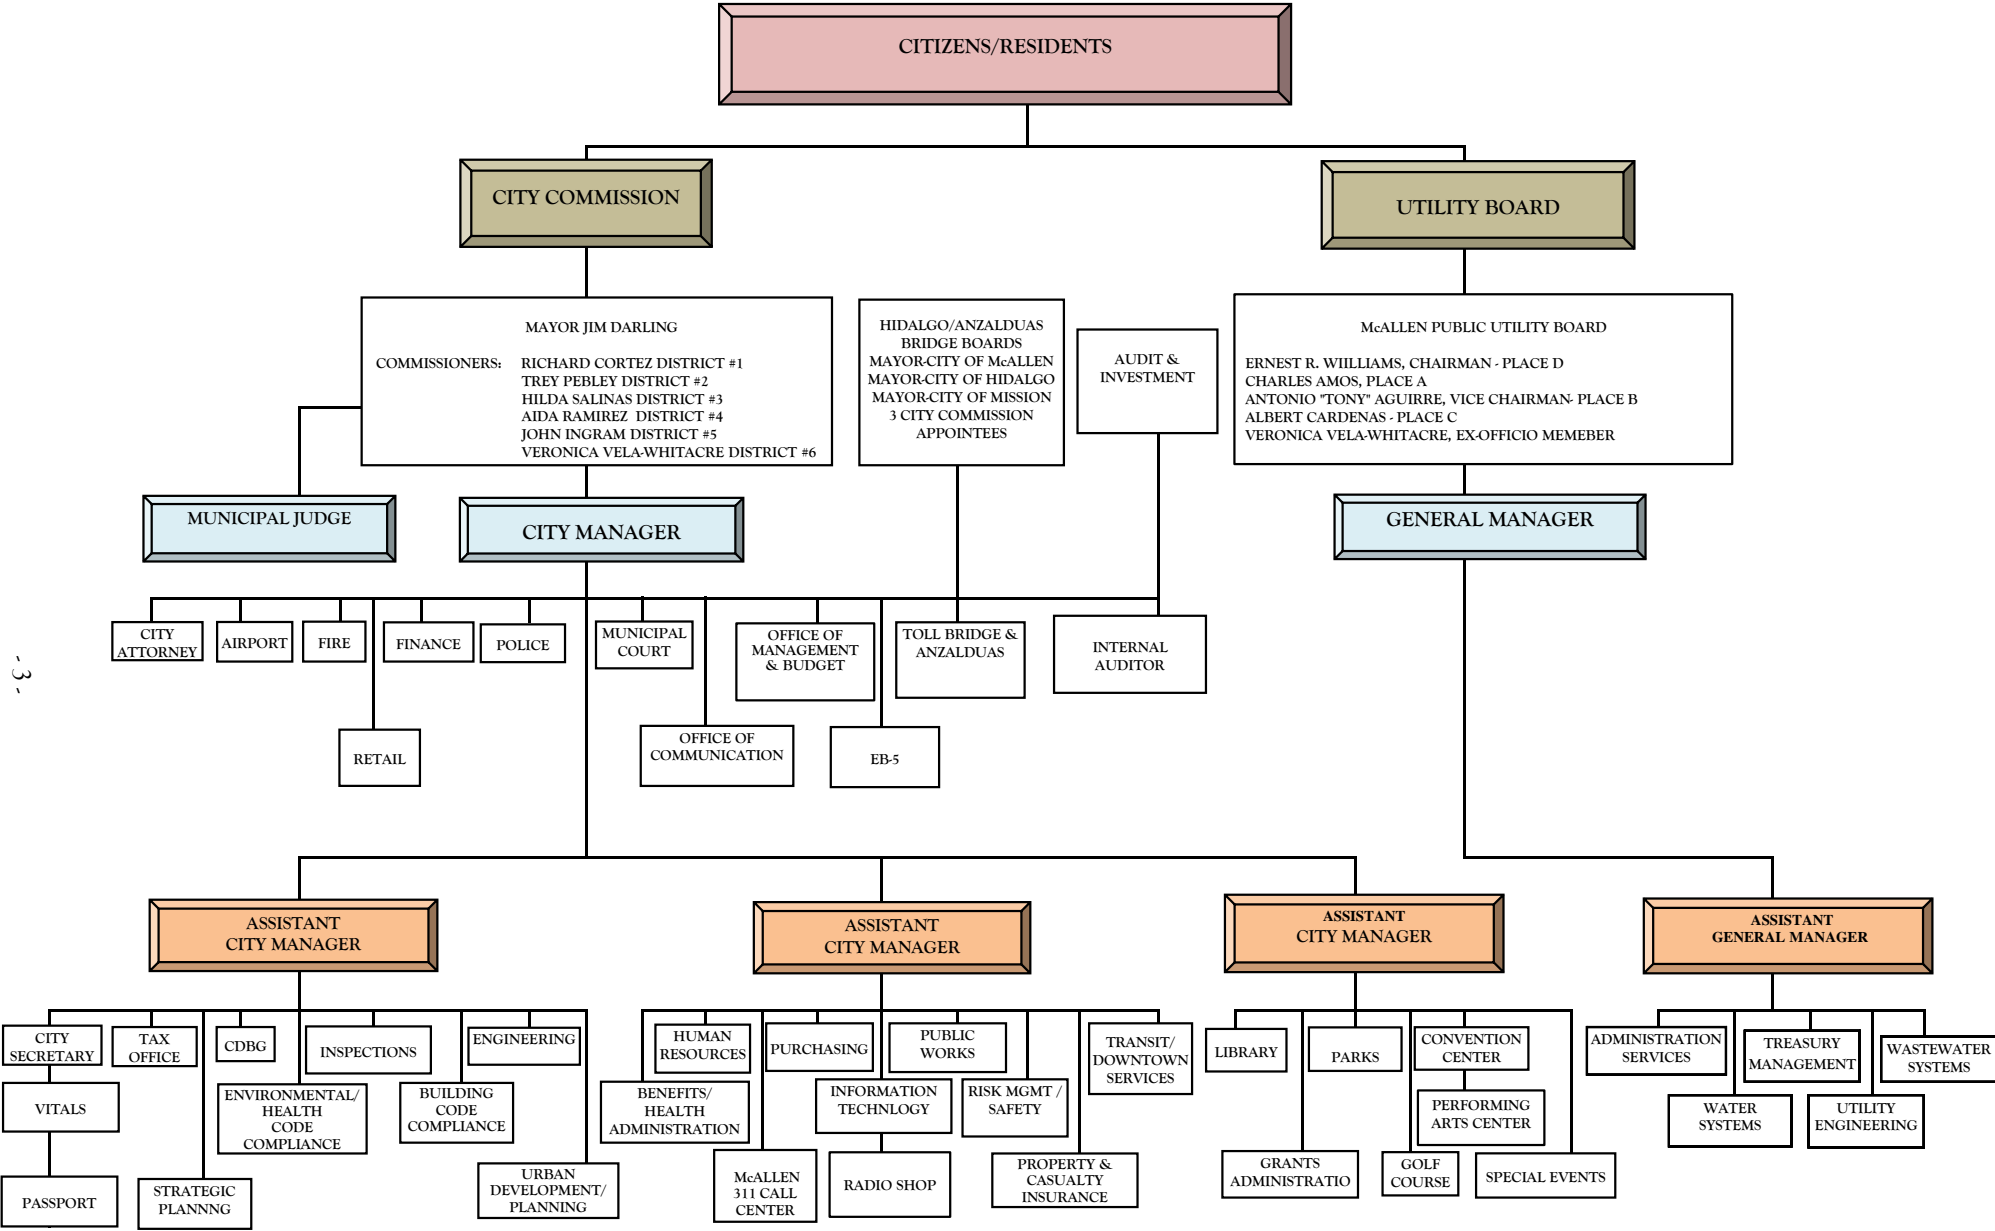 CITIZENS/RESIDENTS
CITY COMMISSION
UTILITY BOARD
MAYOR JIM DARLING
COMMISSIONERS: RICHARD CORTEZ DISTRICT #1
TREY PEBLEY DISTRICT #2
HILDA SALINAS DISTRICT #3
AIDA RAMIREZ DISTRICT #4
JOHN INGRAM DISTRICT #5
VERONICA VELA-WHITACRE DISTRICT #6
HIDALGO/ANZALDUAS
BRIDGE BOARDS
MAYOR-CITY OF McALLEN
MAYOR-CITY OF HIDALGO
MAYOR-CITY OF MISSION
3 CITY COMMISSION
APPOINTEES
AUDIT &
INVESTMENT
McALLEN PUBLIC UTILITY BOARD
ERNEST R. WIILLIAMS, CHAIRMAN - PLACE D
CHARLES AMOS, PLACE A
ANTONIO "TONY" AGUIRRE, VICE CHAIRMAN- PLACE B
ALBERT CARDENAS - PLACE C
VERONICA VELA-WHITACRE, EX-OFFICIO MEMEBER
MUNICIPAL JUDGE
CITY MANAGER
GENERAL MANAGER
CITY
ATTORNEY
AIRPORT
FIRE
FINANCE
POLICE
MUNICIPAL
COURT
OFFICE OF
MANAGEMENT
& BUDGET
TOLL BRIDGE &
ANZALDUAS
INTERNAL
AUDITOR
- 3 -
RETAIL
OFFICE OF
COMMUNICATION
EB-5
ASSISTANT
CITY MANAGER
ASSISTANT
CITY MANAGER
ASSISTANT
CITY MANAGER
ASSISTANT
GENERAL MANAGER
CITY
SECRETARY
TAX
OFFICE
CDBG
INSPECTIONS
ENGINEERING
HUMAN
RESOURCES
PURCHASING
PUBLIC
WORKS
TRANSIT/
DOWNTOWN
SERVICES
LIBRARY
PARKS
CONVENTION
CENTER
ADMINISTRATION
SERVICES
TREASURY
MANAGEMENT
WASTEWATER
SYSTEMS
VITALS
ENVIRONMENTAL/
HEALTH
CODE
COMPLIANCE
BUILDING
CODE
COMPLIANCE
BENEFITS/
HEALTH
ADMINISTRATION
INFORMATION
TECHNLOGY
RISK MGMT /
SAFETY
PERFORMING
ARTS CENTER
WATER
SYSTEMS
UTILITY
ENGINEERING
PASSPORT
STRATEGIC
PLANNNG
URBAN
DEVELOPMENT/
PLANNING
McALLEN
311 CALL
CENTER
RADIO SHOP
PROPERTY &
CASUALTY
INSURANCE
GRANTS
ADMINISTRATIO
GOLF
COURSE
SPECIAL EVENTS